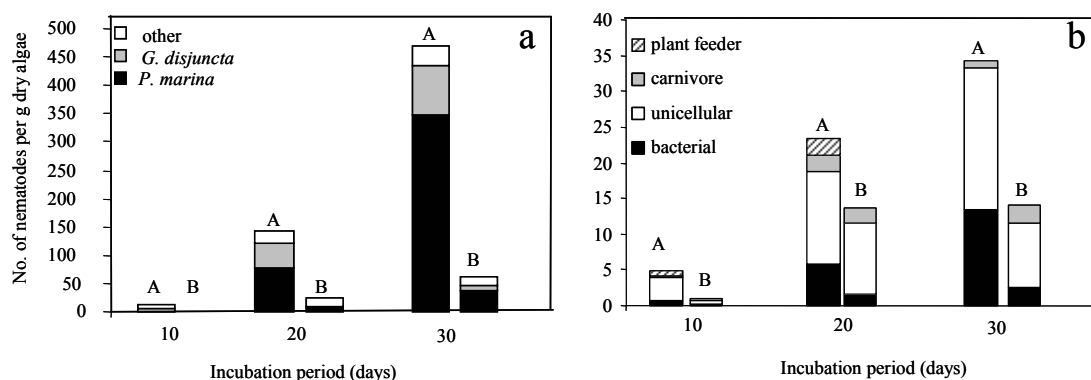 a
other
G. disjuncta
P. marina
No. of nematodes per g dry algae
500
450
400
350
300
250
200
150
100
50
0
A B
A
B
A
B
10 20 30
Incubation period (days)
b
plant feeder
carnivore
unicellular
bacterial
40
35
30
25
20
15
10
5
0
A
B
A
B
A
B
10 20 30
Incubation period (days)